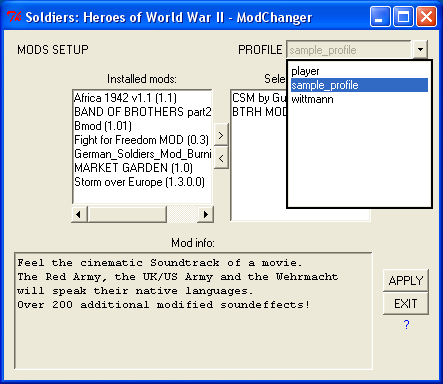 Soldiers: Heroes of World War II - ModChanger
MODS SETUP
PROFILE sample_profile
player
sample_profile
wittmann
Installed mods:
Africa 1942 v1.1 (1.1)
BAND OF BROTHERS part2
Bmod (1.01)
Fight for Freedom MOD (0.3)
German_Soldiers_Mod_Burni
MARKET GARDEN (1.0)
Storm over Europe (1.3.0.0)
>
<
Sele
CSM by Gu
BTRH MOD
Mod info:
Feel the cinematic Soundtrack of a movie.
The Red Army, the UK/US Army and the Wehrmacht
will speak their native languages.
Over 200 additional modified soundeffects!
APPLY
EXIT
?